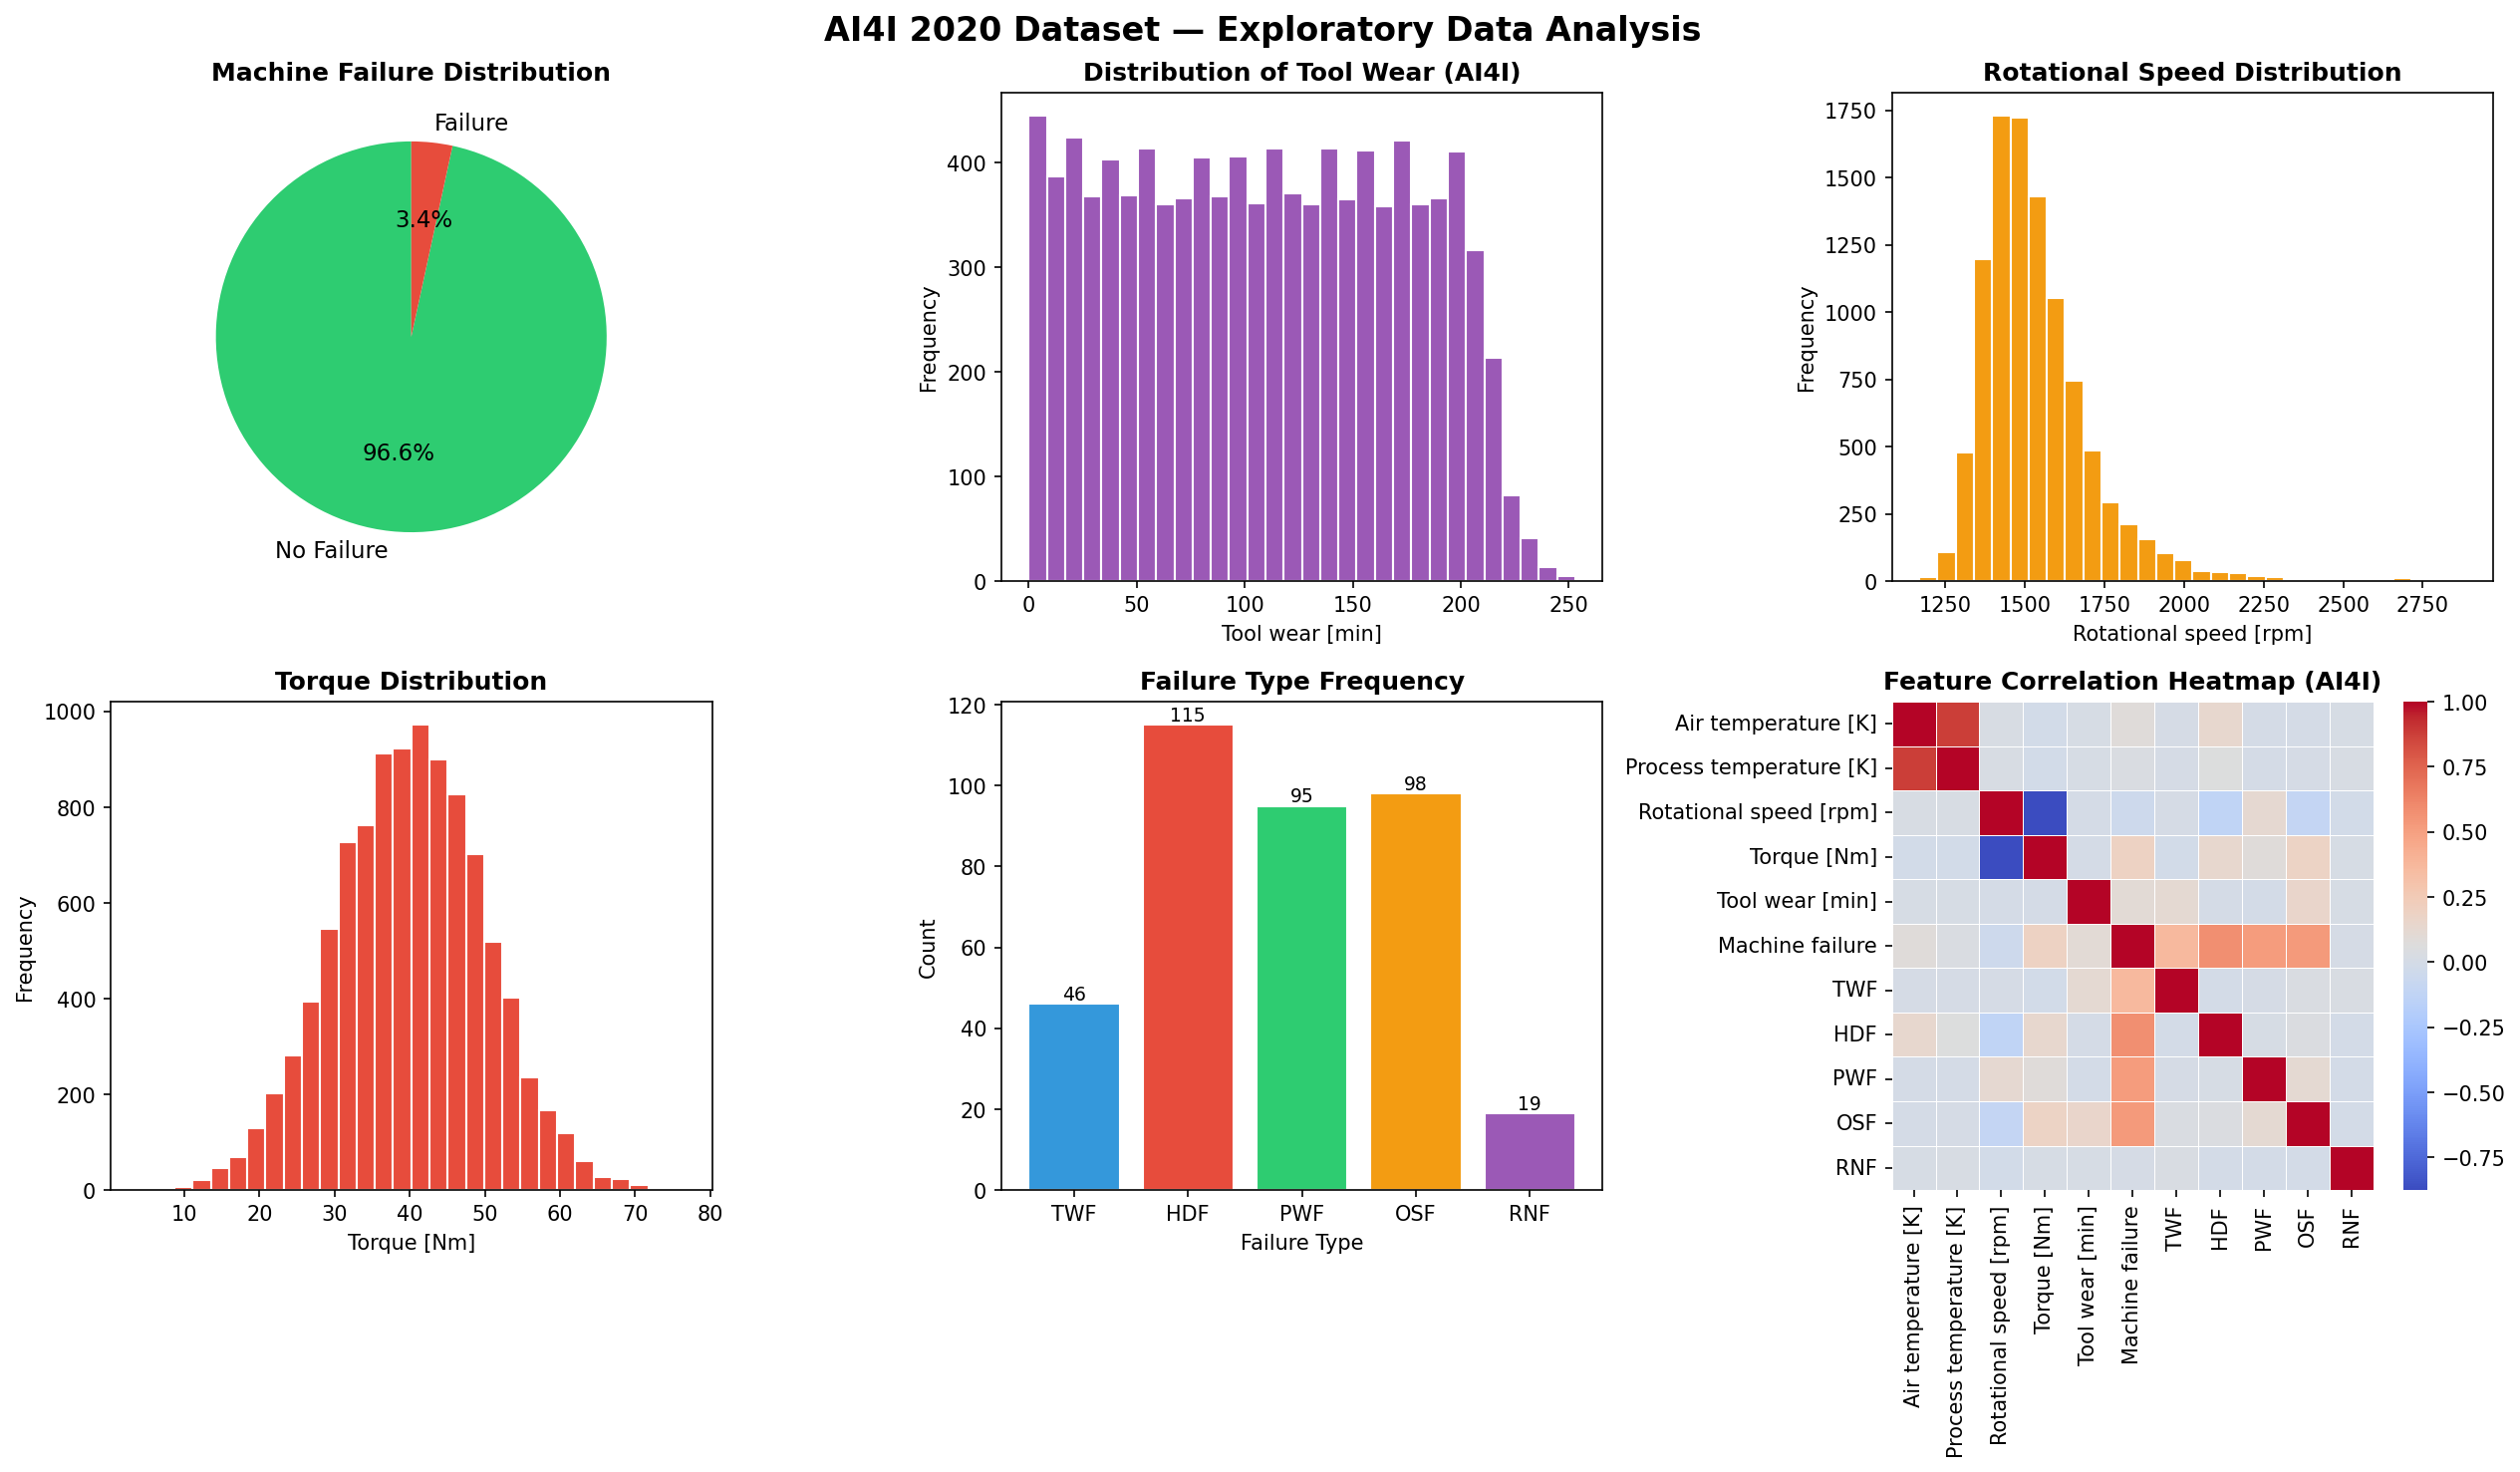 AI4I 2020 Dataset — Exploratory Data Analysis
Machine Failure Distribution
Failure
3.4%
96.6%
No Failure
Distribution of Tool Wear (AI4I)
Frequency
400
300
200
100
0
0 50 100 150 200 250
Tool wear [min]
Rotational Speed Distribution
Frequency
1750
1500
1250
1000
750
500
250
0
1250 1500 1750 2000 2250 2500 2750
Rotational speed [rpm]
Torque Distribution
Frequency
1000
800
600
400
200
0
10 20 30 40 50 60 70 80
Torque [Nm]
Failure Type Frequency
Count
120
100
80
60
40
20
0
46
115
95
98
19
TWF HDF PWF OSF RNF
Failure Type
Feature Correlation Heatmap (AI4I)
Air temperature [K]
Process temperature [K]
Rotational speed [rpm]
Torque [Nm]
Tool wear [min]
Machine failure
TWF
HDF
PWF
OSF
RNF
Air temperature [K]
Process temperature [K]
Rotational speed [rpm]
Torque [Nm]
Tool wear [min]
Machine failure
TWF
HDF
PWF
OSF
RNF
1.00
0.75
0.50
0.25
0.00
−0.25
−0.50
−0.75